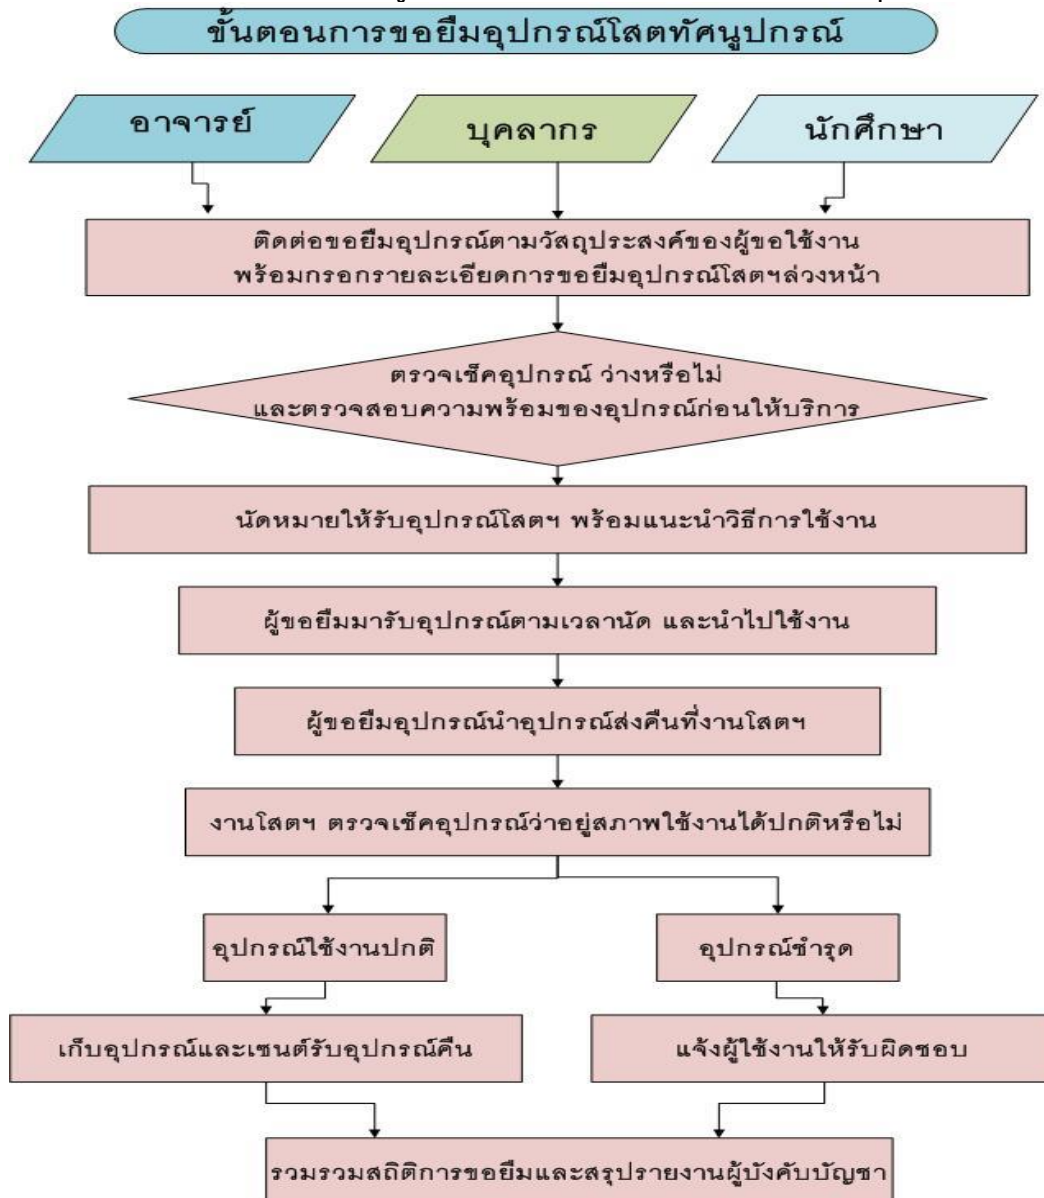 ขั้นตอนการขอยืมอุปกรณ์โสตทัศนูปกรณ์
อาจารย์
บุคลากร
นักศึกษา
ติดต่อขอยืมอุปกรณ์ตามวัสถุประสงค์ของผู้ขอใช้งาน
พร้อมกรอกรายละเอียดการขอยืมอุปกรณ์โสตฯล่วงหน้า
ตรวจเช็คอุปกรณ์ ว่างหรือไม่
และตรวจสอบความพร้อมของอุปกรณ์ก่อนให้บริการ
นัดหมายให้รับอุปกรณ์โสตฯ พร้อมแนะนำวิธีการใช้งาน
ผู้ขอยืมมารับอุปกรณ์ตามเวลานัด และนำไปใช้งาน
ผู้ขอยืมอุปกรณ์นำอุปกรณ์ส่งคืนที่งานโสตฯ
งานโสตฯ ตรวจเช็คอุปกรณ์ว่าอยู่สภาพใช้งานได้ปกติหรือไม่
อุปกรณ์ใช้งานปกติ
อุปกรณ์ชำรุด
เก็บอุปกรณ์และเซนต์รับอุปกรณ์คืน
แจ้งผู้ใช้งานให้รับผิดชอบ
รวมรวมสถิติการขอยืมและสรุปรายงานผู้บังคับบัญชา